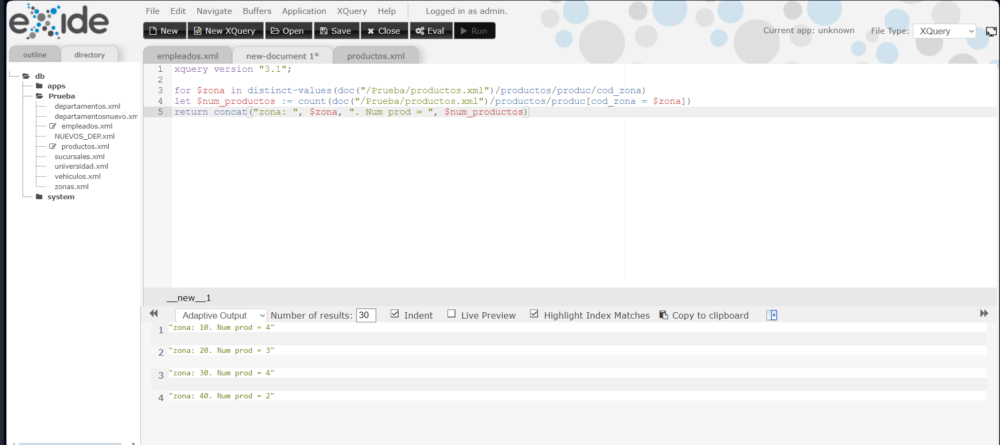 eXide
File Edit Navigate Buffers Application XQuery Help Logged in as admin.
New New XQuery Open Save Close Eval Run
Current app: unknown File Type: XQuery
outline directory
empleados.xml new-document 1* productos.xml
db
apps
Prueba
departamentos.xml
departamentosnuevo.xm
empleados.xml
NUEVOS_DEP.xml
productos.xml
sucursales.xml
universidad.xml
vehiculos.xml
zonas.xml
system
1 xquery version "3.1";
2
3 for $zona in distinct-values(doc("/Prueba/productos.xml")/productos/produc/cod_zona)
4 let $num_productos := count(doc("/Prueba/productos.xml")/productos/produc[cod_zona = $zona])
5 return concat("zona: ", $zona, ". Num prod = ", $num_productos)
__new__1
Adaptive Output Number of results: 30 Indent Live Preview Highlight Index Matches Copy to clipboard
1 "zona: 10. Num prod = 4"
2 "zona: 20. Num prod = 3"
3 "zona: 30. Num prod = 4"
4 "zona: 40. Num prod = 2"